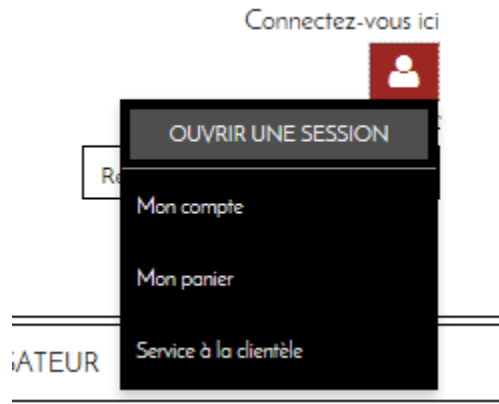 Connectez-vous ici
OUVRIR UNE SESSION
Mon compte
Mon panier
Service à la clientèle